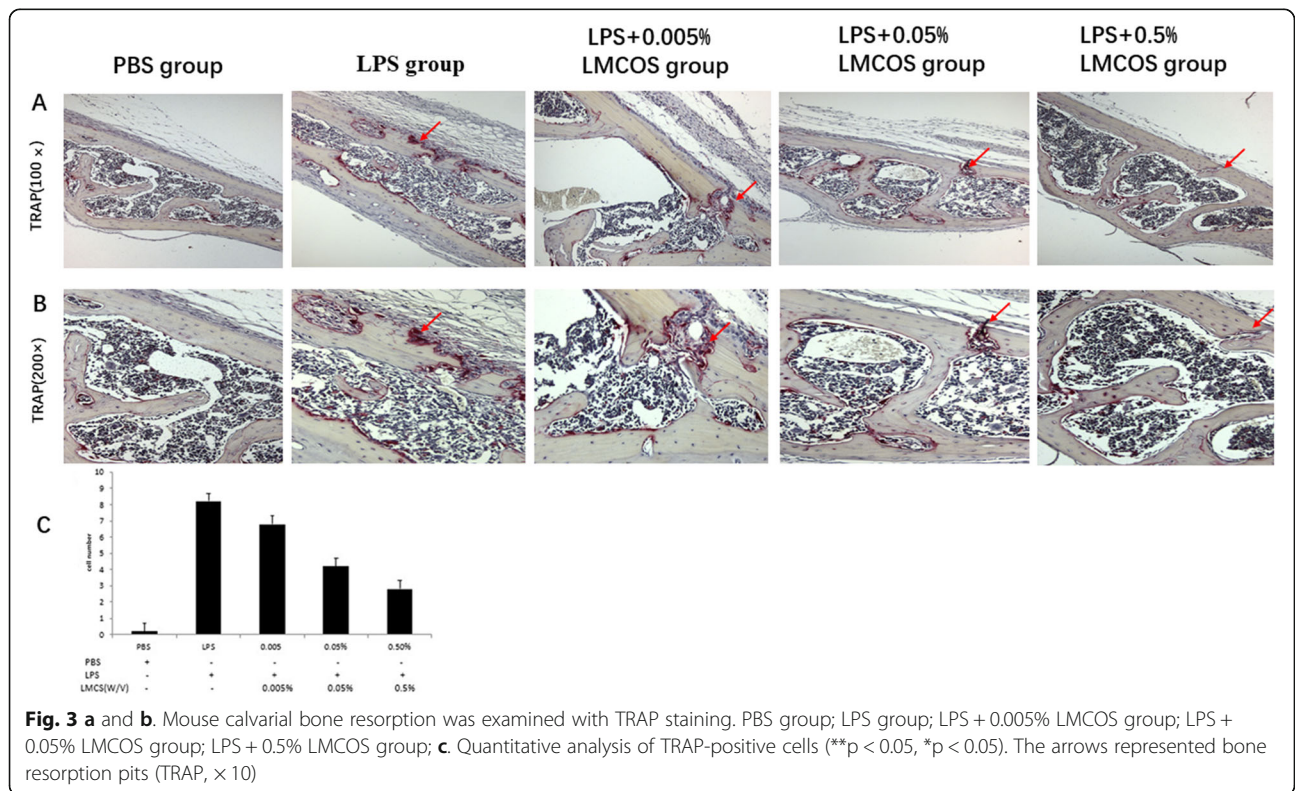 PBS group
LPS group
LPS+0.005%
LMCOS group
LPS+0.05%
LMCOS group
LPS+0.5%
LMCOS group
A
TRAP(100 ×)
B
TRAP(200×)
C
cell number
10
9
8
7
6
5
4
3
2
1
0
PBS LPS 0.005 0.05% 0.50%
PBS + - - - -
LPS - + + + +
LMCS(W/V) - - 0.005% 0.05% 0.5%
Fig. 3 a and b. Mouse calvarial bone resorption was examined with TRAP staining. PBS group; LPS group; LPS + 0.005% LMCOS group; LPS +
0.05% LMCOS group; LPS + 0.5% LMCOS group; c. Quantitative analysis of TRAP-positive cells (**p < 0.05, *p < 0.05). The arrows represented bone
resorption pits (TRAP, × 10)